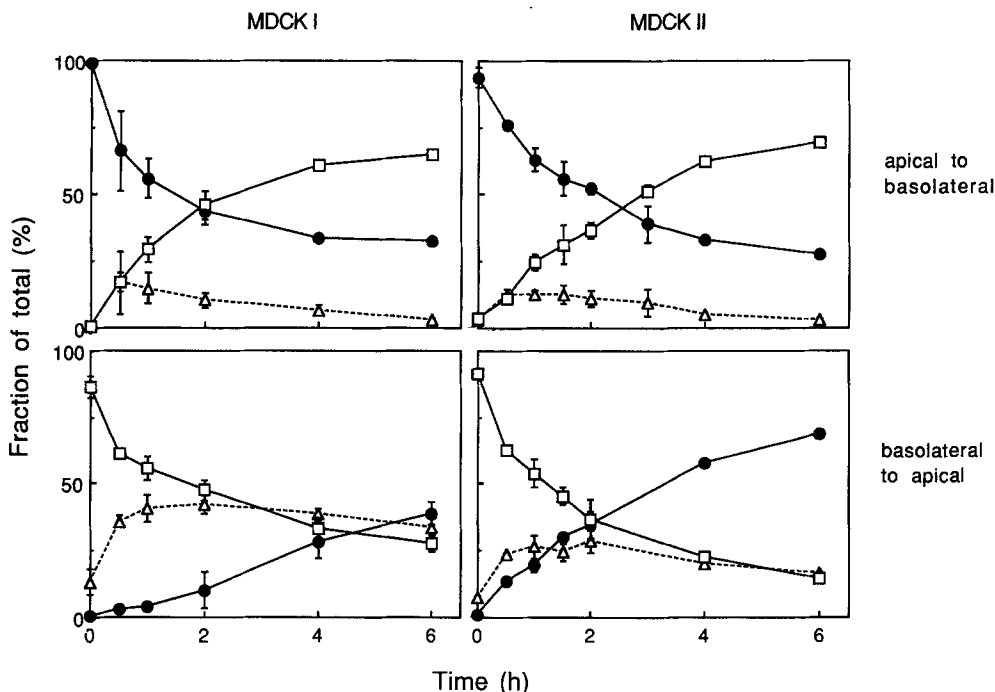 MDCK I
MDCK II
100
50
0
apical to
basolateral
100
50
0
basolateral
to apical
0
2
4
6
0
2
4
6
Fraction of total (%)
Time (h)